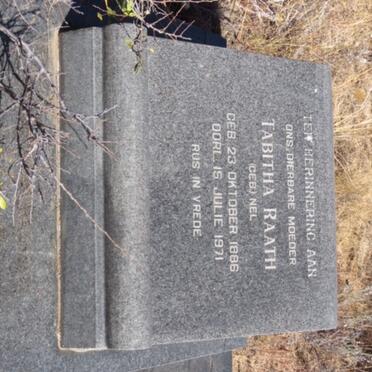 TER HERINNERING AAN
ONS DIERBARE MOEDER
TABITHA RAATH
(GEB) NEL
GEB. 23 OKTOBER 1886
OORL. 15 JULIE 1971
RUS IN VREDE